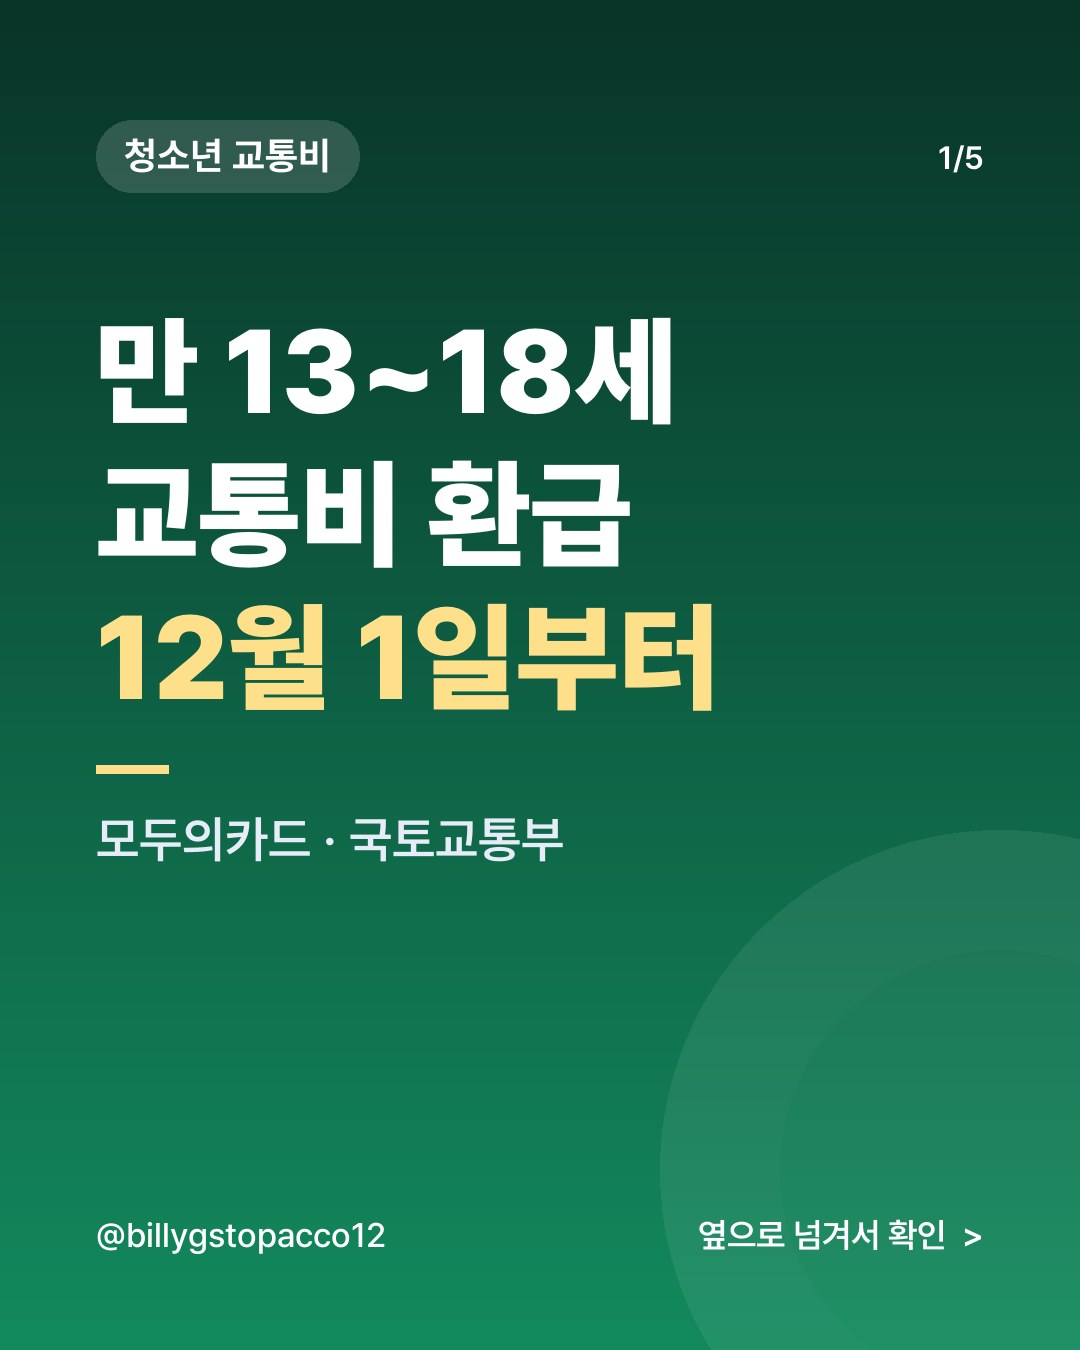 청소년 교통비
1/5
만 13~18세
교통비 환급
12월 1일부터
모두의카드 · 국토교통부
@billygstopacco12
옆으로 넘겨서 확인 >